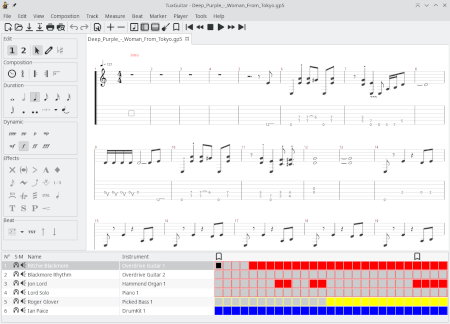 TuxGuitar - Deep_Purple_-_Woman_From_Tokyo.gp5
File Edit View Composition Track Measure Beat Marker Player Tools Help
Edit
Deep_Purple_-_Woman_From_Tokyo.gp5
1 2
Composition
Duration
Dynamic
Effects
T S P
Beat
N° S M Name Instrument
1 Ritchie Blackmore Overdrive Guitar 1
2 Blackmore Rhythm Overdrive Guitar 2
3 Jon Lord Hammond Organ 1
4 Lord Solo Piano 1
5 Roger Glover Picked Bass 1
6 Ian Paice DrumKit 1